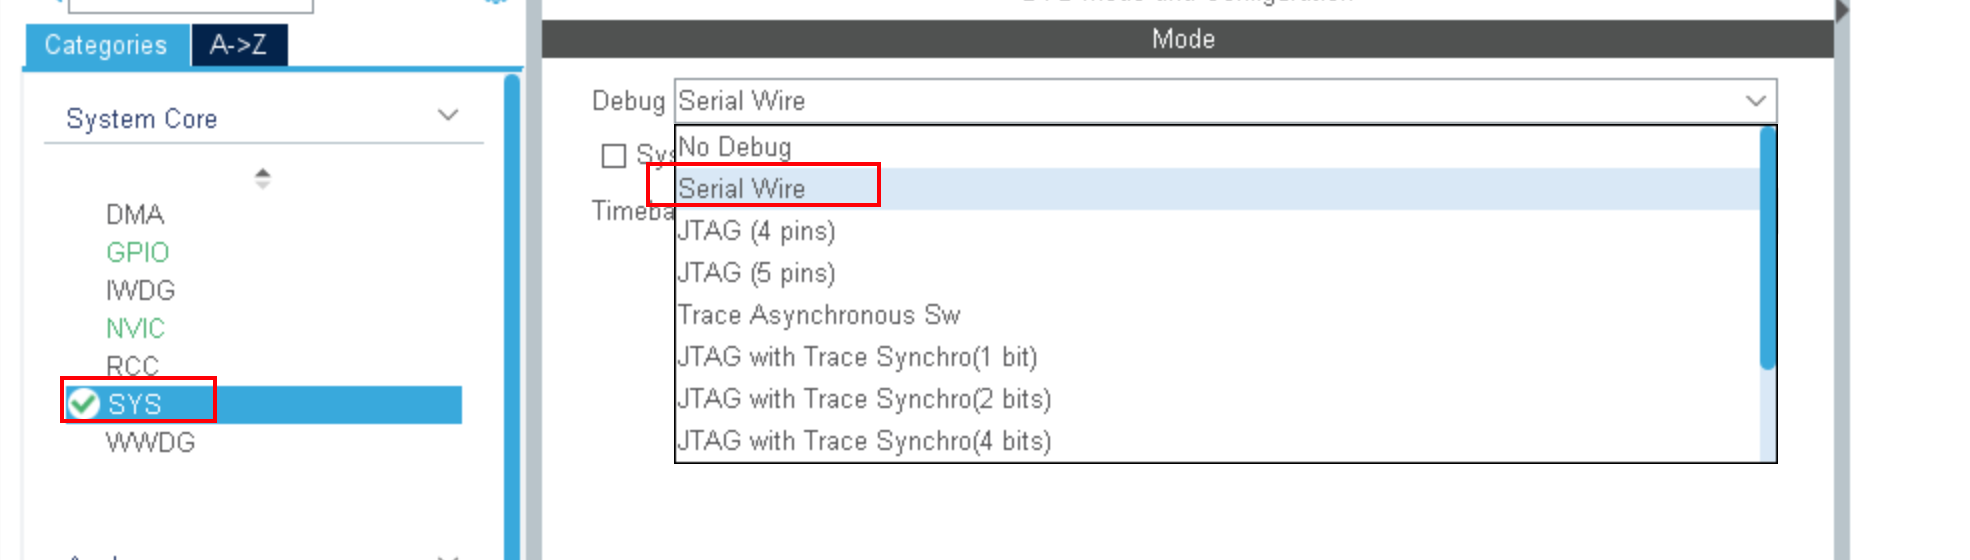 Categories
A->Z
System Core
DMA
GPIO
IWDG
NVIC
RCC
SYS
WWDG
Mode
Debug Serial Wire
No Debug
Serial Wire
JTAG (4 pins)
JTAG (5 pins)
Trace Asynchronous Sw
JTAG with Trace Synchro(1 bit)
JTAG with Trace Synchro(2 bits)
JTAG with Trace Synchro(4 bits)